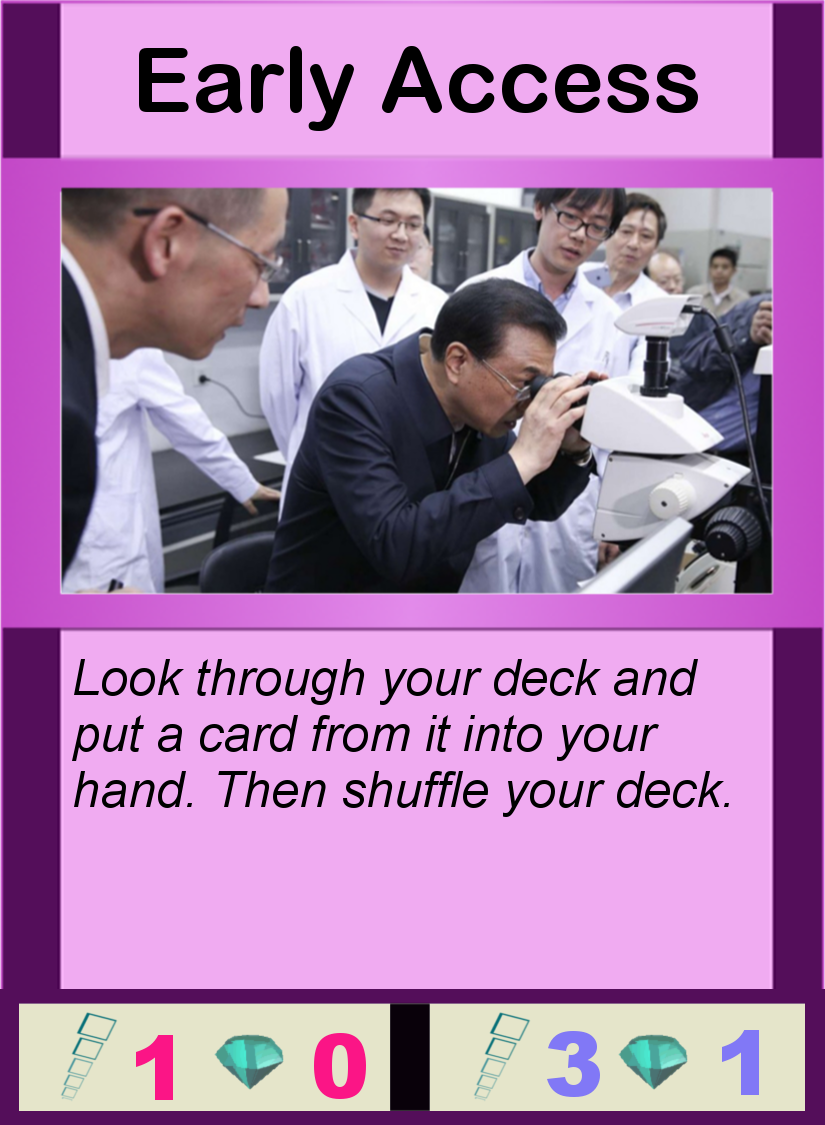 Early Access
Look through your deck and
put a card from it into your
hand. Then shuffle your deck.
1 0 3 1